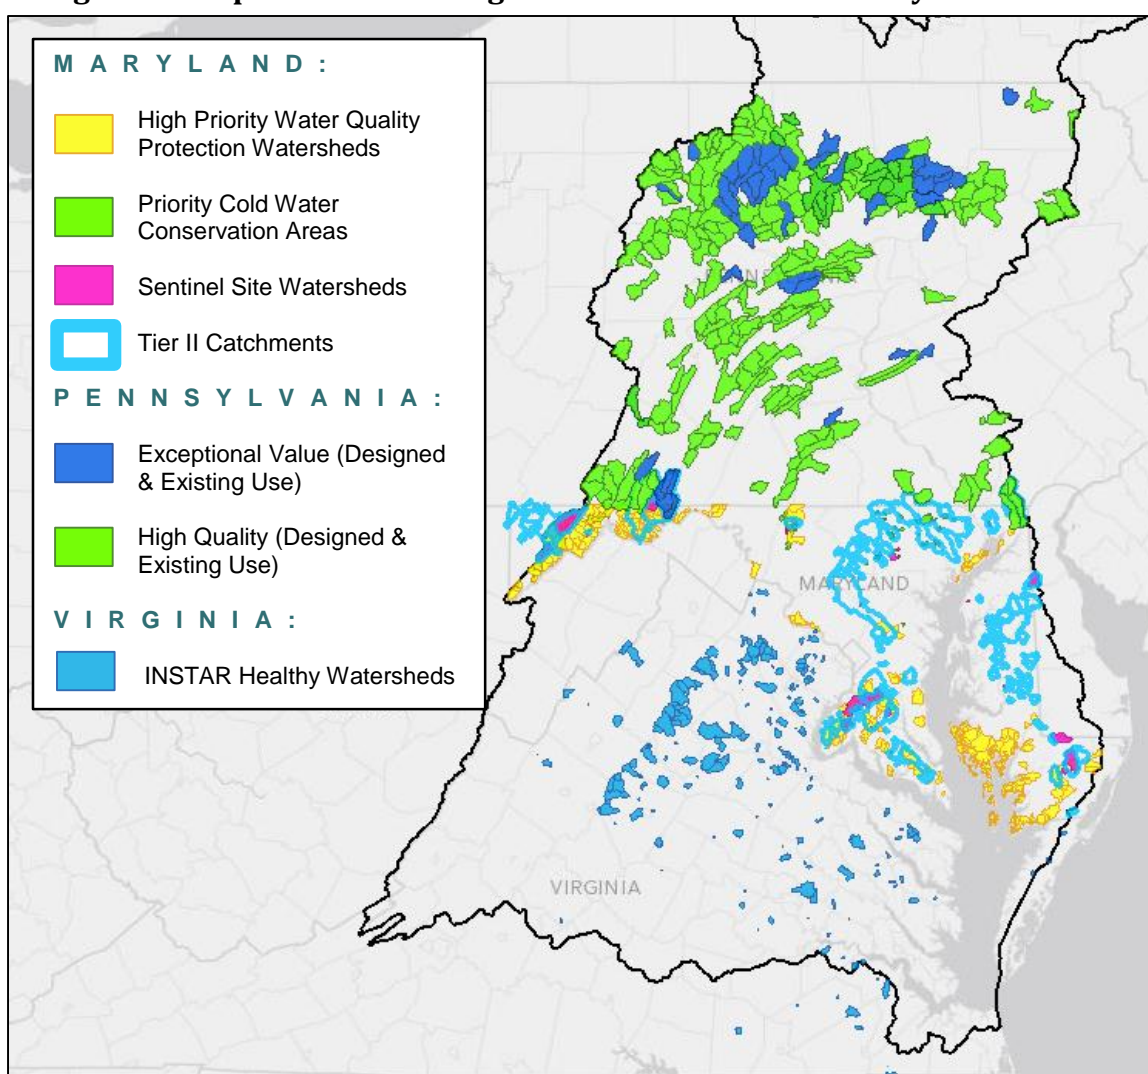 M A R Y L A N D :
High Priority Water Quality
Protection Watersheds
Priority Cold Water
Conservation Areas
Sentinel Site Watersheds
Tier II Catchments
P E N N S Y L V A N I A :
Exceptional Value (Designed
& Existing Use)
High Quality (Designed &
Existing Use)
V I R G I N I A :
INSTAR Healthy Watersheds
MARYLAND
VIRGINIA